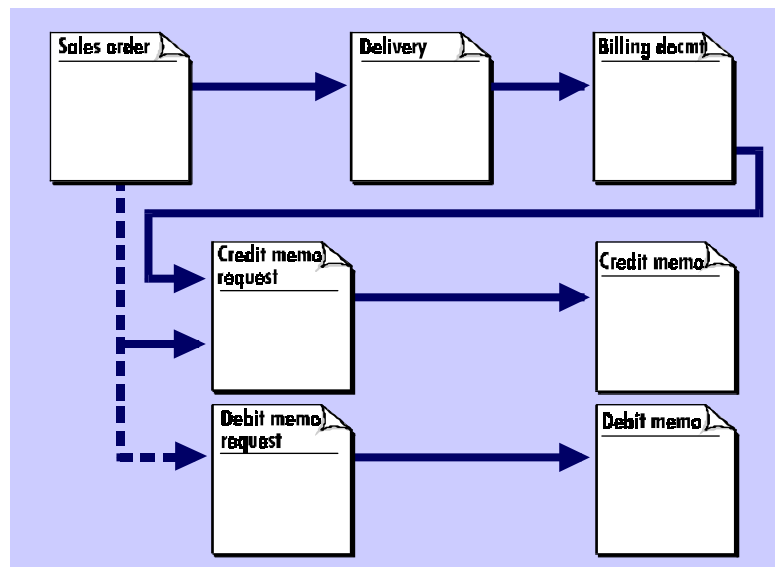 Sales order
Delivery
Billing docmt
Credit memo
request
Credit memo
Debit memo
request
Debit memo